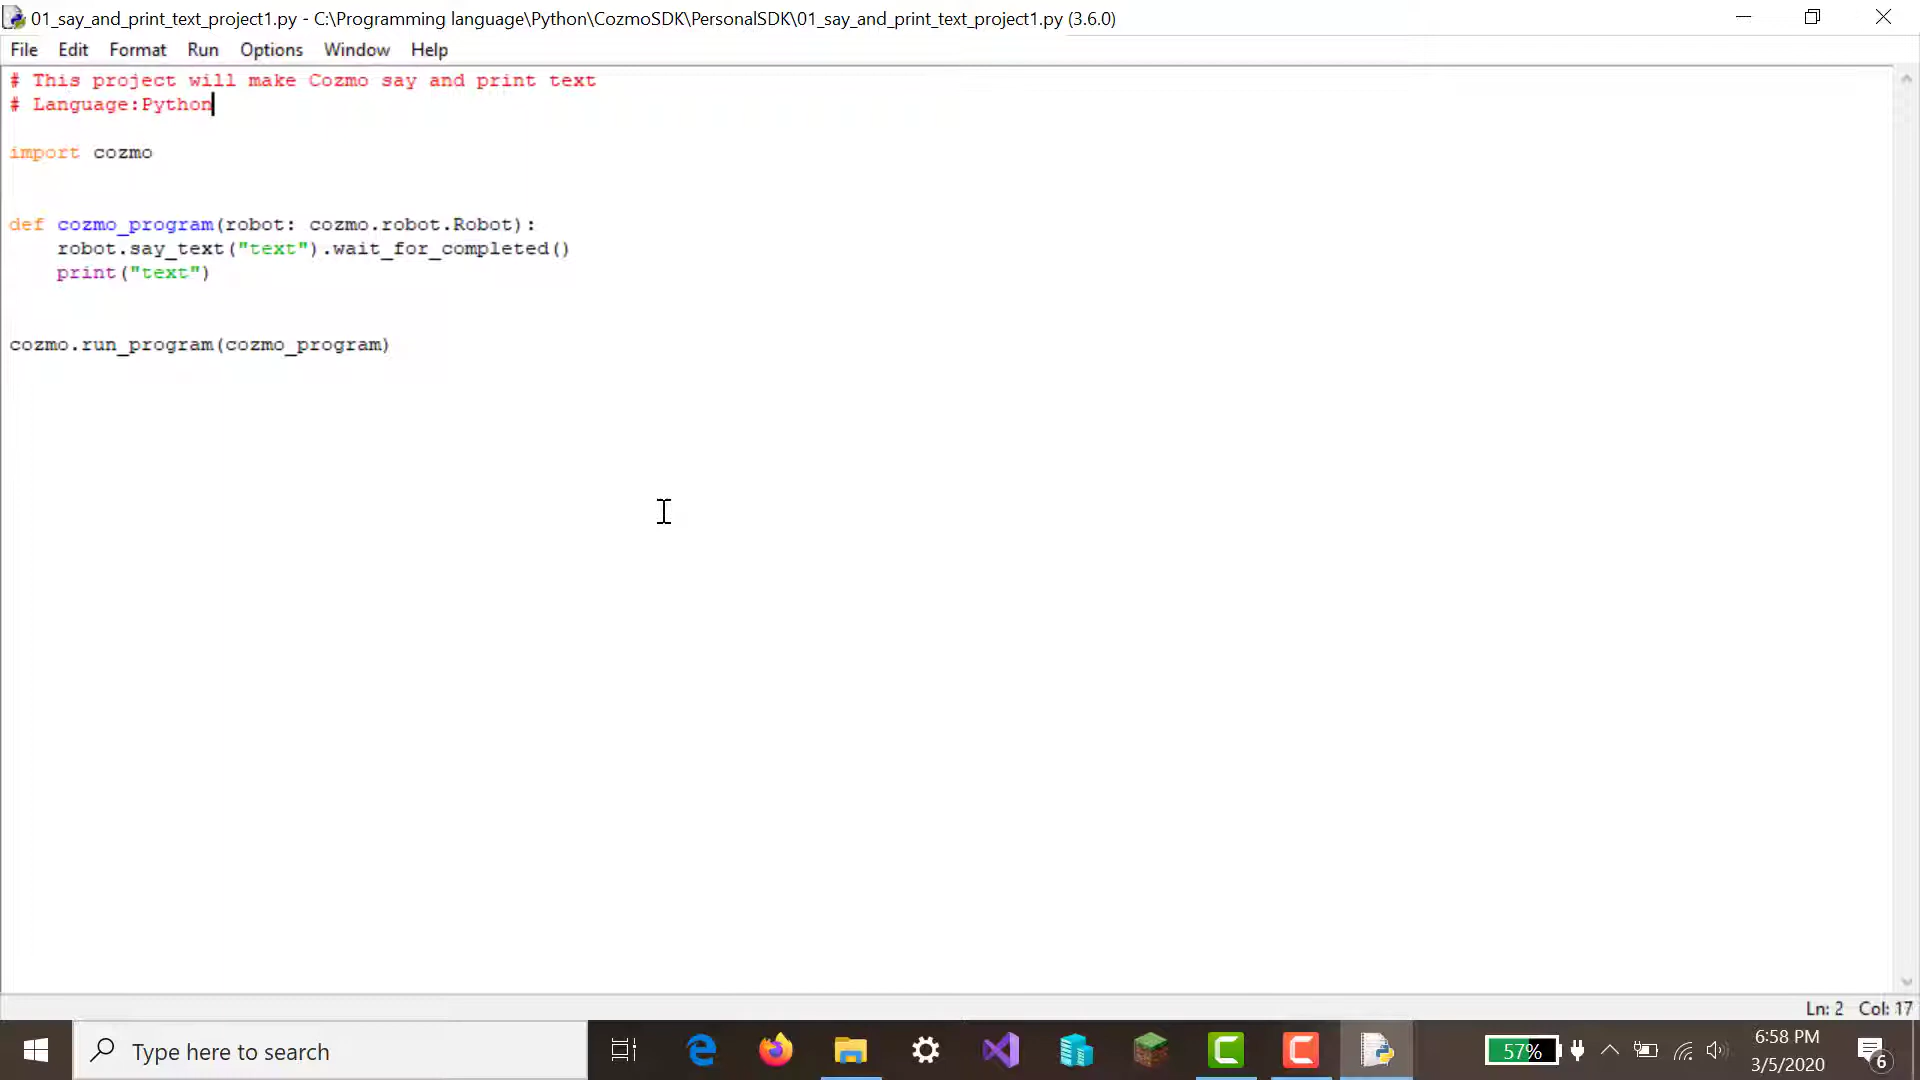 01_say_and_print_text_project1.py - C:\Programming language\Python\CozmoSDK\PersonalSDK\01_say_and_print_text_project1.py (3.6.0)
File Edit Format Run Options Window Help
# This project will make Cozmo say and print text
# Language:Python
import cozmo
def cozmo_program(robot: cozmo.robot.Robot):
    robot.say_text("text").wait_for_completed()
    print("text")
cozmo.run_program(cozmo_program)
Ln: 2 Col: 17
Type here to search
57%
6:58 PM
3/5/2020
6